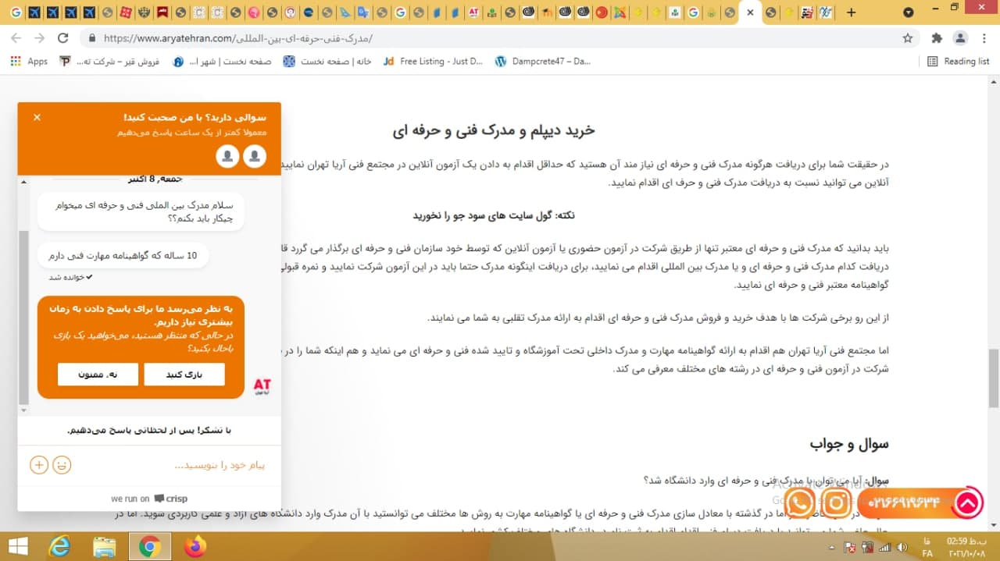 https://www.aryatehran.com/مدرک-فنی-حرفه-ای-بین-المللی/
Apps
فروش قیر – شرکت ته...
صفحه نخست | شهر ا...
خانه | صفحه نخست
Free Listing - Just D...
Dampcrete47 – Da...
Reading list
سوالی دارید؟ با من صحبت کنید!
معمولا کمتر از یک ساعت پاسخ می‌دهیم
جمعه, 8 اکتبر
سلام مدرک بین المللی فنی و حرفه ای میخوام
چیکار باید بکنم؟؟
10 ساله که گواهینامه مهارت فنی دارم
خوانده شد
به نظر می‌رسد ما برای پاسخ دادن به زمان
بیشتری نیاز داریم.
در حالی که منتظر هستید، می‌خواهید یک بازی
باحال بکنید؟
بازی کنید
نه، ممنون
AT
با تشکر! پس از لحظاتی پاسخ می‌دهیم.
پیام خود را بنویسید...
we run on crisp
خرید دیپلم و مدرک فنی و حرفه ای
در حقیقت شما برای دریافت هرگونه مدرک فنی و حرفه ای نیاز مند آن هستید که حداقل اقدام به دادن یک آزمون آنلاین در مجتمع فنی آریا تهران نمایید
آنلاین می توانید نسبت به دریافت مدرک فنی و حرف ای اقدام نمایید.
نکته: گول سایت های سود جو را نخورید
باید بدانید که مدرک فنی و حرفه ای معتبر تنها از طریق شرکت در آزمون حضوری یا آزمون آنلاین که توسط خود سازمان فنی و حرفه ای برگذار می گررد
دریافت کدام مدرک فنی و حرفه ای و یا مدرک بین المللی اقدام می نمایید، برای دریافت اینگونه مدرک حتما باید در این آزمون شرکت نمایید و نمره قبولی
گواهینامه معتبر فنی و حرفه ای نمایید.
از این رو برخی شرکت ها با هدف خرید و فروش مدرک فنی و حرفه ای اقدام به ارائه مدرک تقلبی به شما می نمایند.
اما مجتمع فنی آریا تهران هم اقدام به ارائه گواهینامه مهارت و مدرک داخلی تحت آموزشگاه و تایید شده فنی و حرفه ای می نماید و هم اینکه شما را در
شرکت در آزمون فنی و حرفه ای در رشته های مختلف معرفی می کند.
سوال و جواب
سوال: آیا می توان با مدرک فنی و حرفه ای وارد دانشگاه شد؟
اما در گذشته با معادل سازی مدرک فنی و حرفه ای یا گواهینامه مهارت به روش ها مختلف می توانستید با آن مدرک وارد دانشگاه های آزاد و علمی کاربردی شوید. اما در
Activate Windows
۰۲۱۶۶۹۱۹۶۳۴
ب.ظ 02:59
فا
FA
۲۰۲۱/۱۰/۰۸